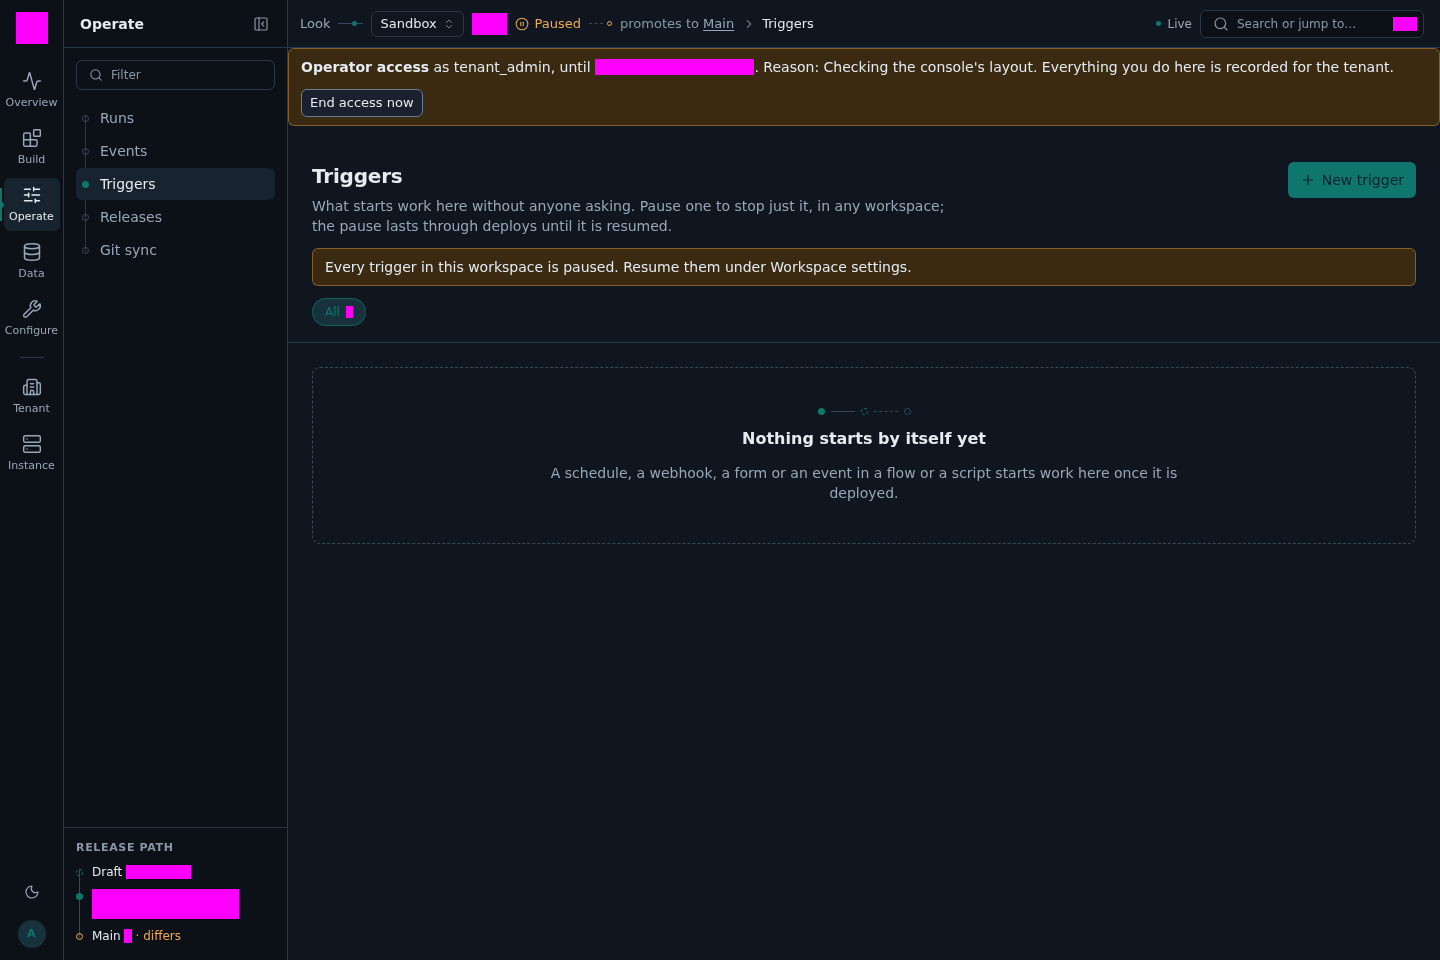 Operate
Look
Sandbox
Paused
promotes to Main
Triggers
Live
Search or jump to...
Operator access as tenant_admin, until . Reason: Checking the console's layout. Everything you do here is recorded for the tenant.
End access now
Overview
Build
Operate
Data
Configure
Tenant
Instance
A
Filter
Runs
Events
Triggers
Releases
Git sync
RELEASE PATH
Draft
Main · differs
Triggers
New trigger
What starts work here without anyone asking. Pause one to stop just it, in any workspace;
the pause lasts through deploys until it is resumed.
Every trigger in this workspace is paused. Resume them under Workspace settings.
All
Nothing starts by itself yet
A schedule, a webhook, a form or an event in a flow or a script starts work here once it is
deployed.